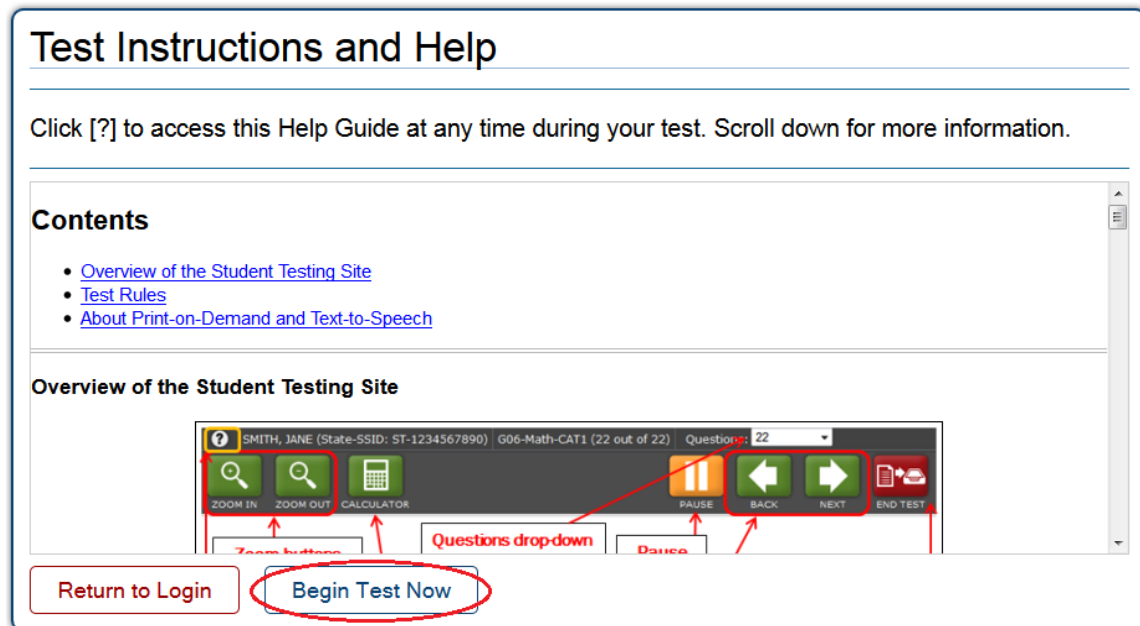 Test Instructions and Help
Click [?] to access this Help Guide at any time during your test. Scroll down for more information.
Contents
• Overview of the Student Testing Site
• Test Rules
• About Print-on-Demand and Text-to-Speech
Overview of the Student Testing Site
? SMITH, JANE (State-SSID: ST-1234567890) G06-Math-CAT1 (22 out of 22) Questions: 22
ZOOM IN ZOOM OUT CALCULATOR PAUSE BACK NEXT END TEST
Zoom buttons Questions drop-down Pause
Return to Login Begin Test Now